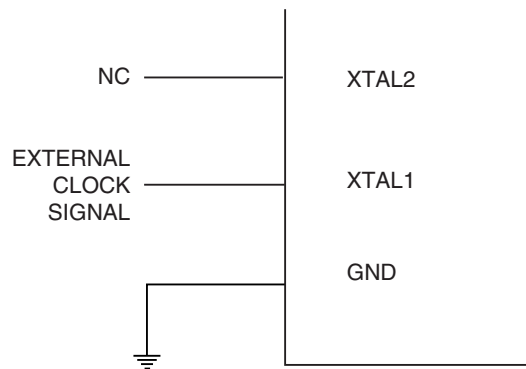 NC
XTAL2
EXTERNAL
CLOCK
SIGNAL
XTAL1
GND